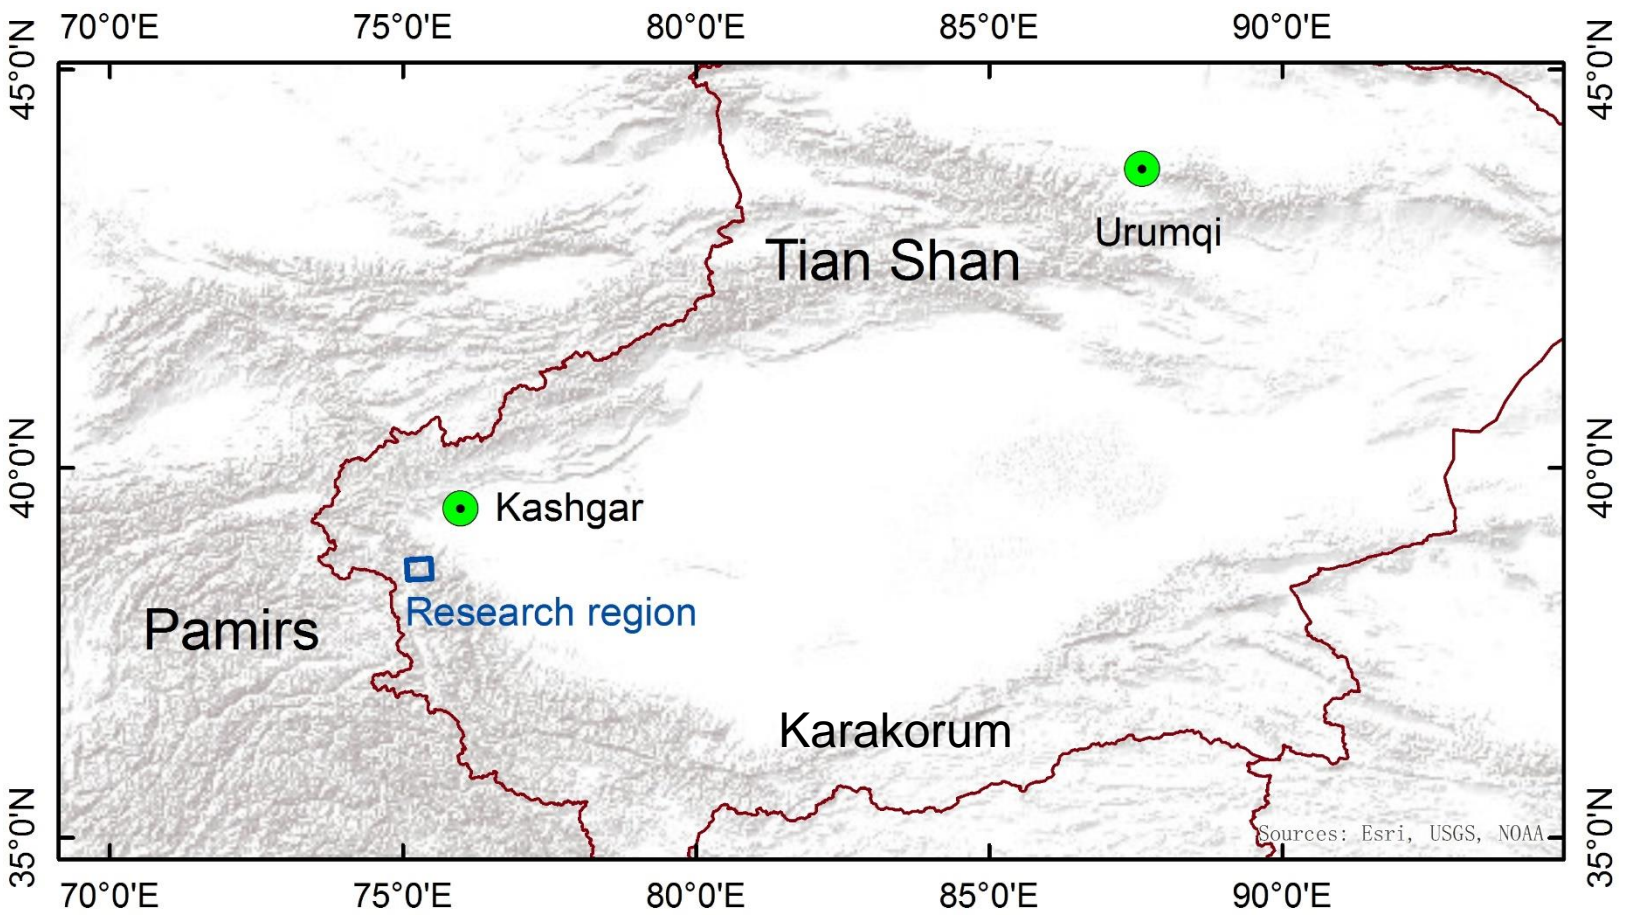 70°0'E 75°0'E 80°0'E 85°0'E 90°0'E
45°0'N 45°0'N
Urumqi
Tian Shan
40°0'N 40°0'N
Kashgar
Research region
Pamirs
Karakorum
35°0'N 35°0'N
Sources: Esri, USGS, NOAA
70°0'E 75°0'E 80°0'E 85°0'E 90°0'E